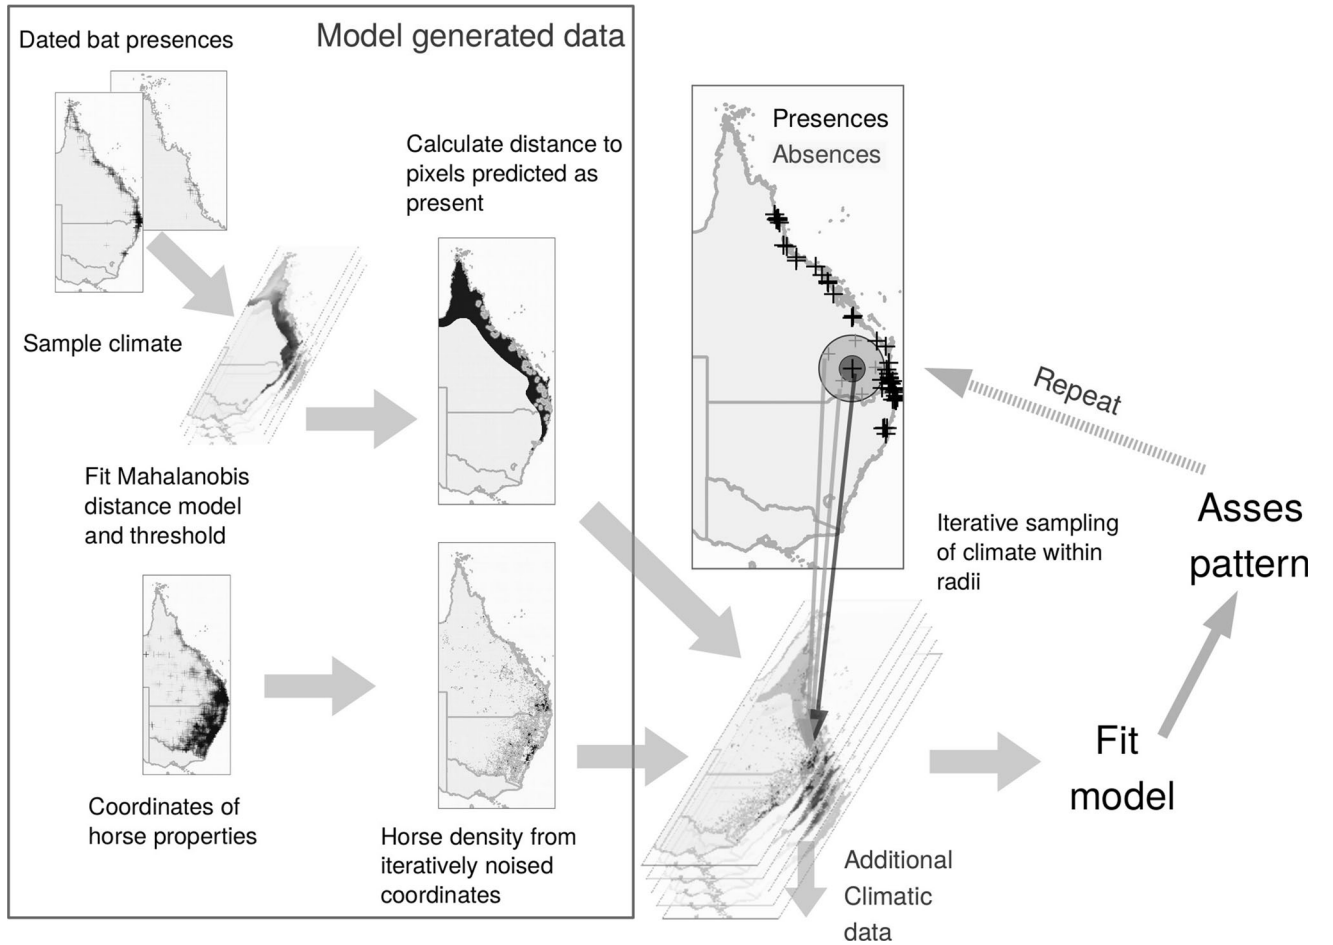 Model generated data
Dated bat presences
Calculate distance to
pixels predicted as
present
Sample climate
Fit Mahalanobis
distance model
and threshold
Coordinates of
horse properties
Horse density from
iteratively noised
coordinates
Presences
Absences
Repeat
Iterative sampling
of climate within
radii
Asses
pattern
Fit
model
Additional
Climatic
data